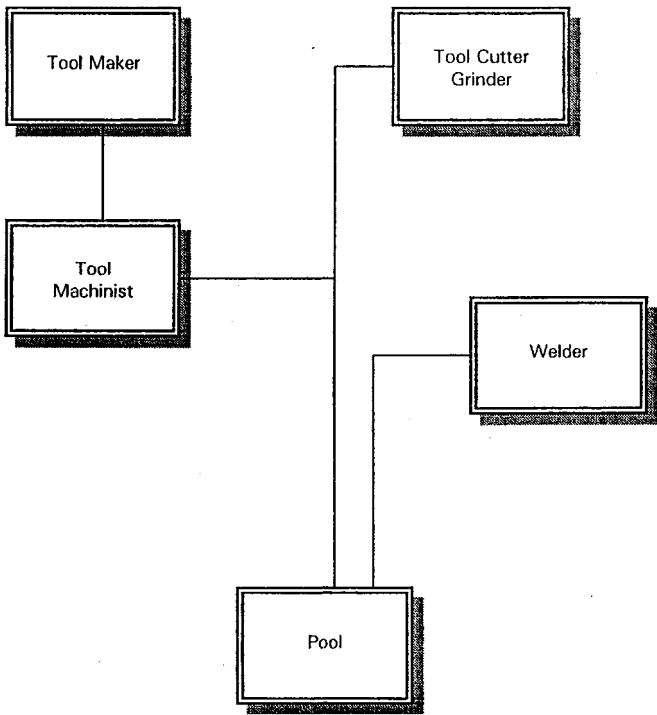 Tool Maker
Tool Cutter
Grinder
Tool
Machinist
Welder
Pool